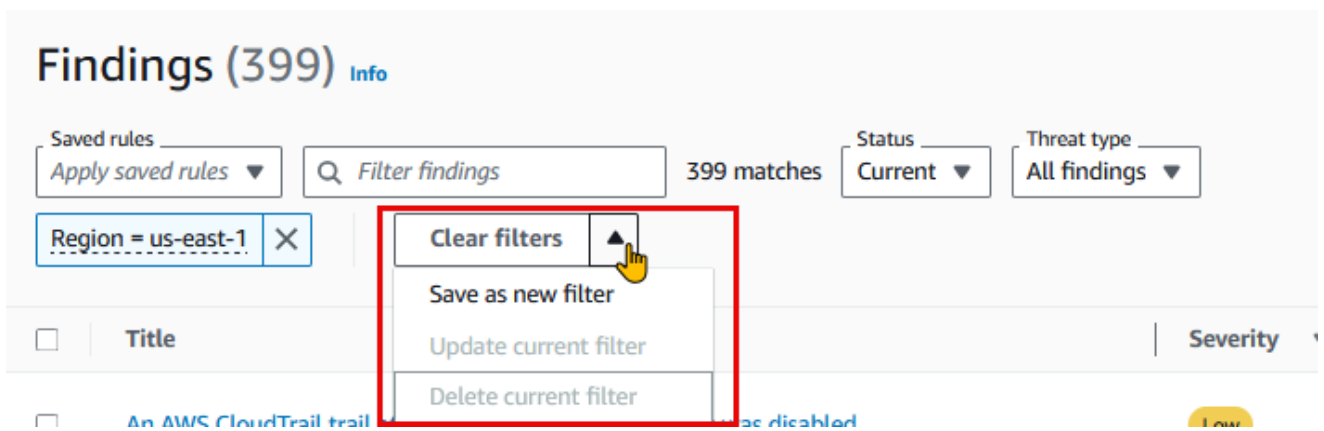 Findings (399) Info
Saved rules
Status
Threat type
Apply saved rules
Filter findings
399 matches
Current
All findings
Region = us-east-1
Clear filters
Save as new filter
Update current filter
Delete current filter
Title
Severity
An AWS CloudTrail trail
was disabled
Low